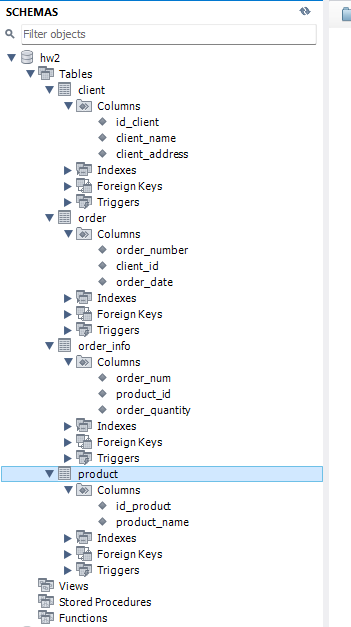 SCHEMAS
Filter objects
hw2
Tables
client
Columns
id_client
client_name
client_address
Indexes
Foreign Keys
Triggers
order
Columns
order_number
client_id
order_date
Indexes
Foreign Keys
Triggers
order_info
Columns
order_num
product_id
order_quantity
Indexes
Foreign Keys
Triggers
product
Columns
id_product
product_name
Indexes
Foreign Keys
Triggers
Views
Stored Procedures
Functions